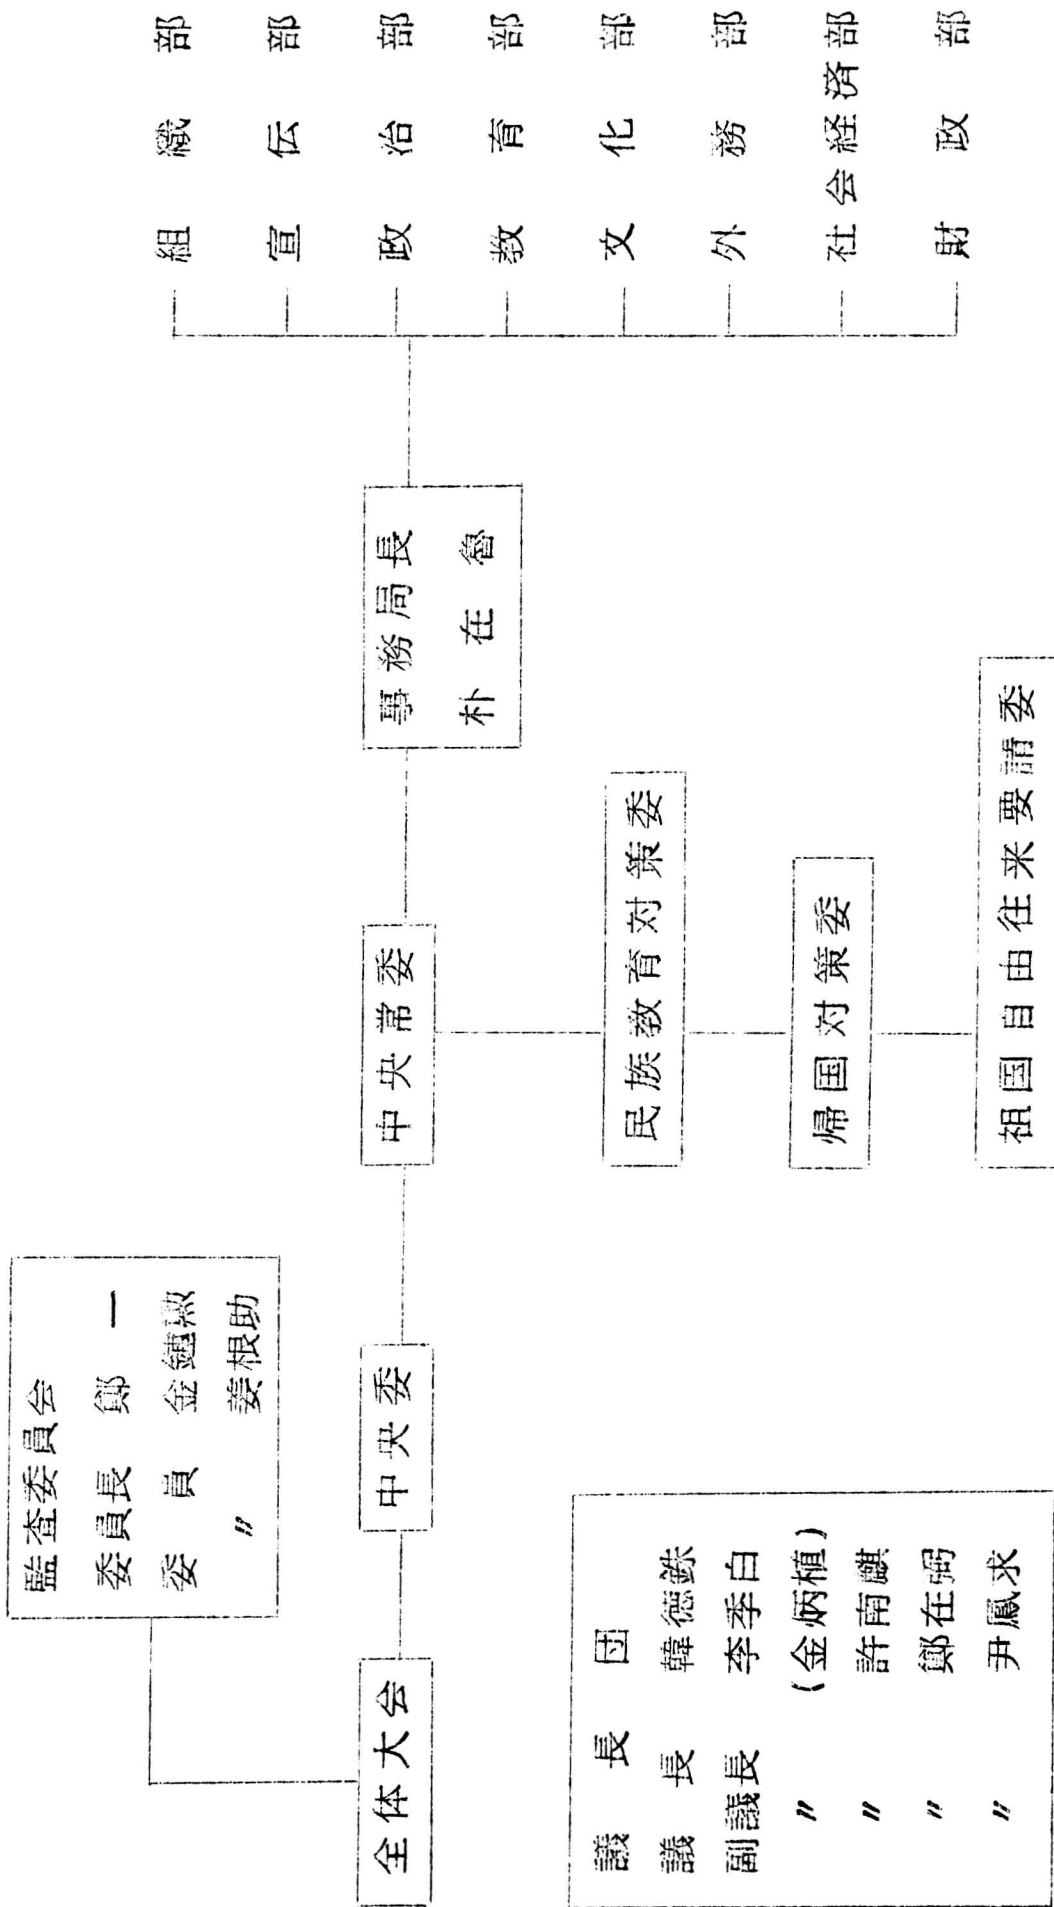 監査委員会
委員長 鄭 一
委 員 金鍾勲
〃 姜根助
全体大会
中央委
中央常委
事務局長
朴在魯
組織部
宣伝部
政治部
教育部
文化部
外務部
社会経済部
財政部
民族教育対策委
帰国対策委
祖国自由往来要請委
議長団
議長 韓徳銖
副議長 李季白
〃 (金炳植)
〃 許南麒
〃 鄭在弼
〃 尹鳳求